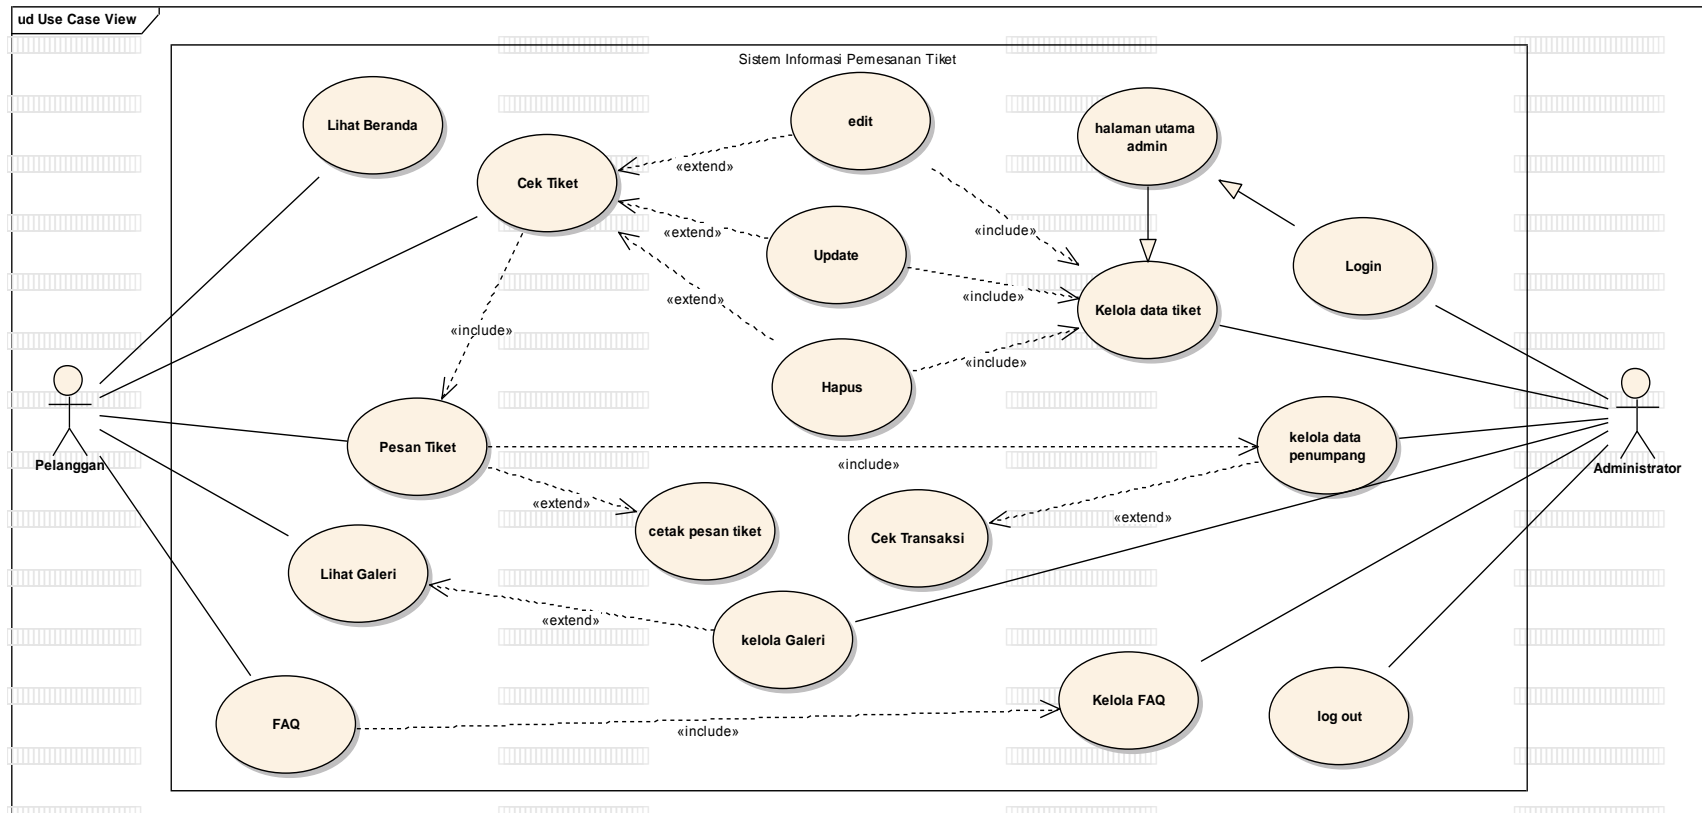 ud Use Case View
Sistem Informasi Pemesanan Tiket
Lihat Beranda
edit
halaman utama
admin
Cek Tiket
«extend»
«extend»
«include»
Update
Login
«extend»
«include»
Kelola data tiket
«include»
«include»
Hapus
Pelanggan
Pesan Tiket
kelola data
penumpang
Administrator
«include»
«extend»
cetak pesan tiket
Cek Transaksi
«extend»
Lihat Galeri
«extend»
kelola Galeri
FAQ
«include»
Kelola FAQ
log out